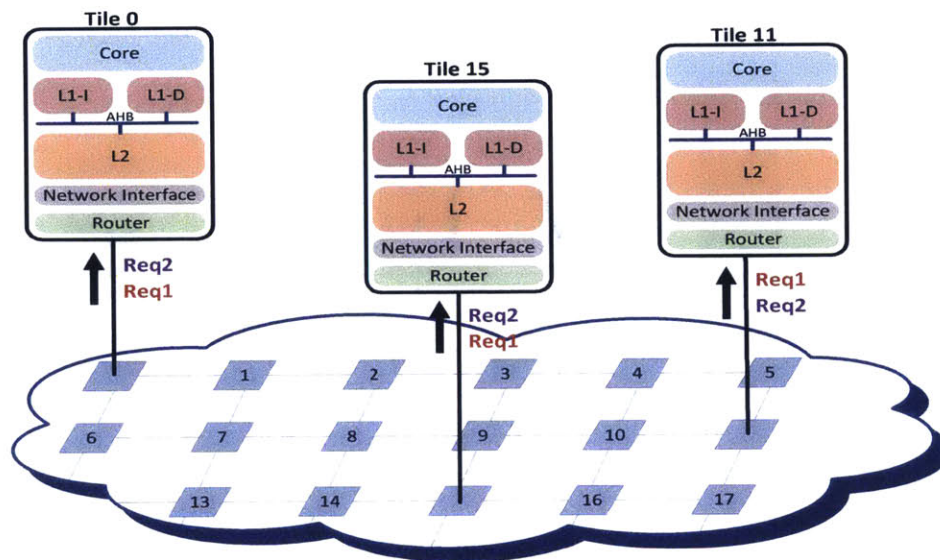 Tile 0
Core
L1-I
L1-D
AHB
L2
Network Interface
Router
Req2
Req1
Tile 15
Core
L1-I
L1-D
AHB
L2
Network Interface
Router
Req2
Req1
Tile 11
Core
L1-I
L1-D
AHB
L2
Network Interface
Router
Req1
Req2
1 2 3 4 5
6 7 8 9 10
13 14 16 17